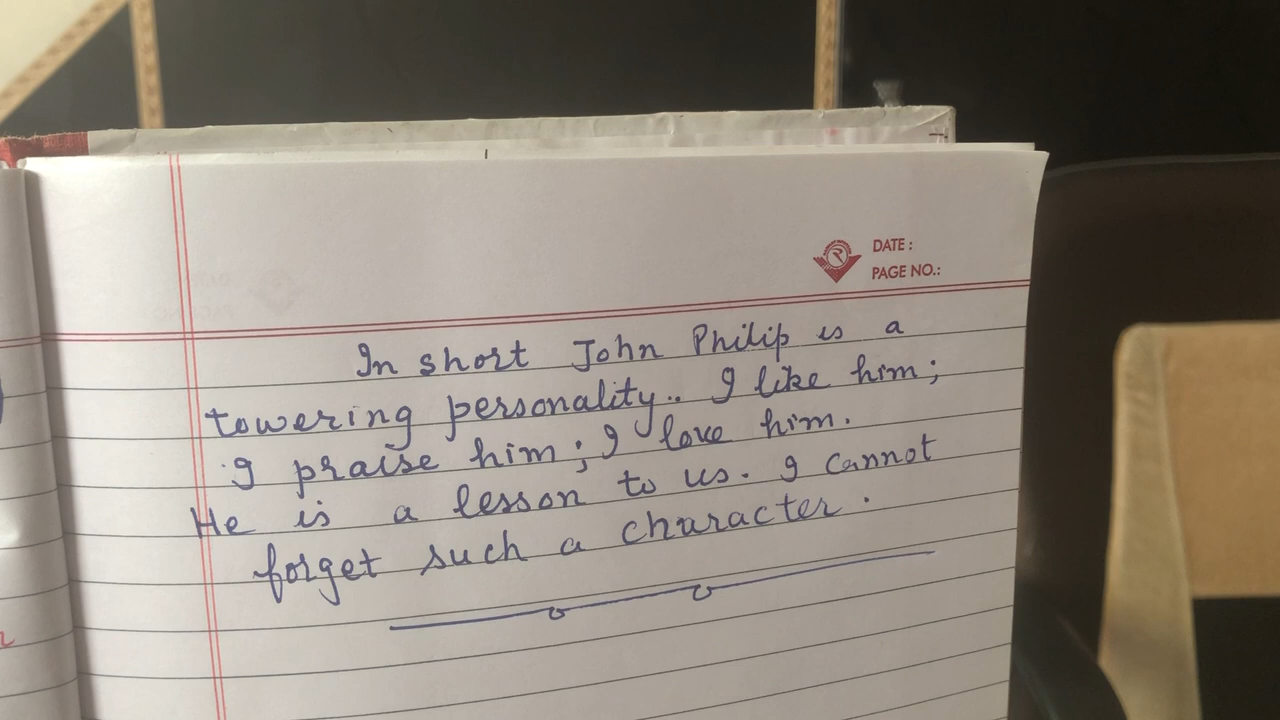 DATE :
PAGE NO.:
In short John Philip is a
towering personality.. I like him;
I praise him; I love him.
He is a lesson to us. I cannot
forget such a character.